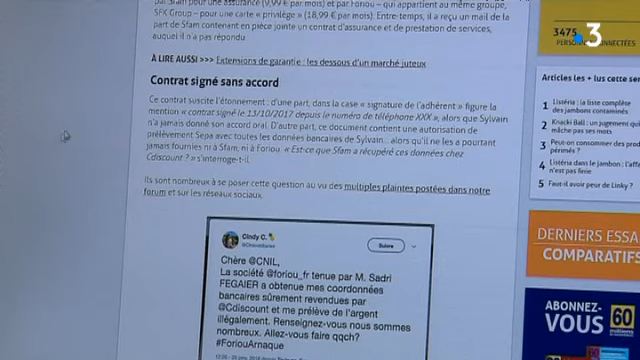 par Sfam pour une assurance (9,99 € par mois) et par Foriou – qui appartient au même groupe,
SFK Group – pour une carte « privilège » (18,99 € par mois). Entre-temps, il a reçu un mail de la
part de Sfam contenant en pièce jointe un contrat d'assurance et de prestation de services,
auquel il n'a pas répondu.
À LIRE AUSSI >>> Extensions de garantie : les dessous d'un marché juteux
Contrat signé sans accord
Ce contrat suscite l'étonnement : d'une part, dans la case « signature de l'adhérent » figure la
mention « contrat signé le 13/10/2017 depuis le numéro de téléphone XXX », alors que Sylvain
n'a jamais donné son accord oral. D'autre part, ce document contient une autorisation de
prélèvement Sepa avec toutes les données bancaires de Sylvain... alors qu'il ne les a pourtant
jamais fournies ni à Sfam, ni à Foriou. « Est-ce que Sfam a récupéré ces données chez
Cdiscount ? » s'interroge-t-il.
Ils sont nombreux à se poser cette question au vu des multiples plaintes postées dans notre
forum et sur les réseaux sociaux.
Cindy C.
Suivre
Chère @CNIL,
La société @foriou_fr tenue par M. Sadri
FEGAIER a obtenue mes coordonnées
bancaires sûrement revendues par
@Cdiscount et me prélève de l'argent
illégalement. Renseignez-vous nous sommes
nombreux. Allez-vous faire qqch?
#ForiouArnaque
3475
CONNECTÉES
3
Articles les + lus cette sem
1 Listéria : la liste complète
des jambons contaminés
2 Knacki Ball : un jugement qui
mâche pas ses mots
3 Peut-on consommer des
périmés ?
4 Listéria dans le jambon : l'affa
n'est pas finie
5 Faut-il avoir peur de Linky ?
DERNIERS ESSA
COMPARATIFS
ABONNEZ-
VOUS
60